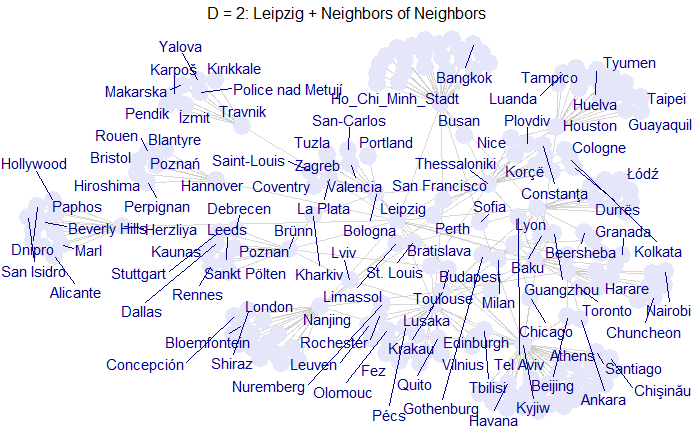 D = 2: Leipzig + Neighbors of Neighbors
Yalova
Karpoš
Kırıkkale
Makarska
Police nad Metují
Pendik
İzmit
Travnik
Bangkok
Ho_Chi_Minh_Stadt
Busan
Tampico
Tyumen
Luanda
Huelva
Taipei
Plovdiv
Houston
Guayaquil
San-Carlos
Rouen
Blantyre
Tuzla
Portland
Nice
Cologne
Bristol
Poznań
Saint-Louis
Zagreb
Thessaloniki
Korçë
Łódź
Hollywood
Hiroshima
Hannover
Coventry
Valencia
San Francisco
Constanţa
Paphos
Perpignan
Debrecen
La Plata
Leipzig
Sofia
Durrës
Beverly Hills
Herzliya
Leeds
Brünn
Bologna
Perth
Lyon
Granada
Dnipro
Marl
Kaunas
Poznan
Lviv
Bratislava
Beersheba
Kolkata
San Isidro
Stuttgart
Sankt Pölten
Kharkiv
St. Louis
Budapest
Baku
Alicante
Rennes
Limassol
Toulouse
Milan
Guangzhou
Harare
Dallas
London
Nanjing
Lusaka
Chicago
Toronto
Nairobi
Chuncheon
Bloemfontein
Rochester
Krakau
Edinburgh
Concepción
Shiraz
Leuven
Fez
Vilnius
Tel Aviv
Athens
Santiago
Nuremberg
Olomouc
Quito
Tbilisi
Beijing
Chişinău
Pécs
Gothenburg
Havana
Kyjiw
Ankara